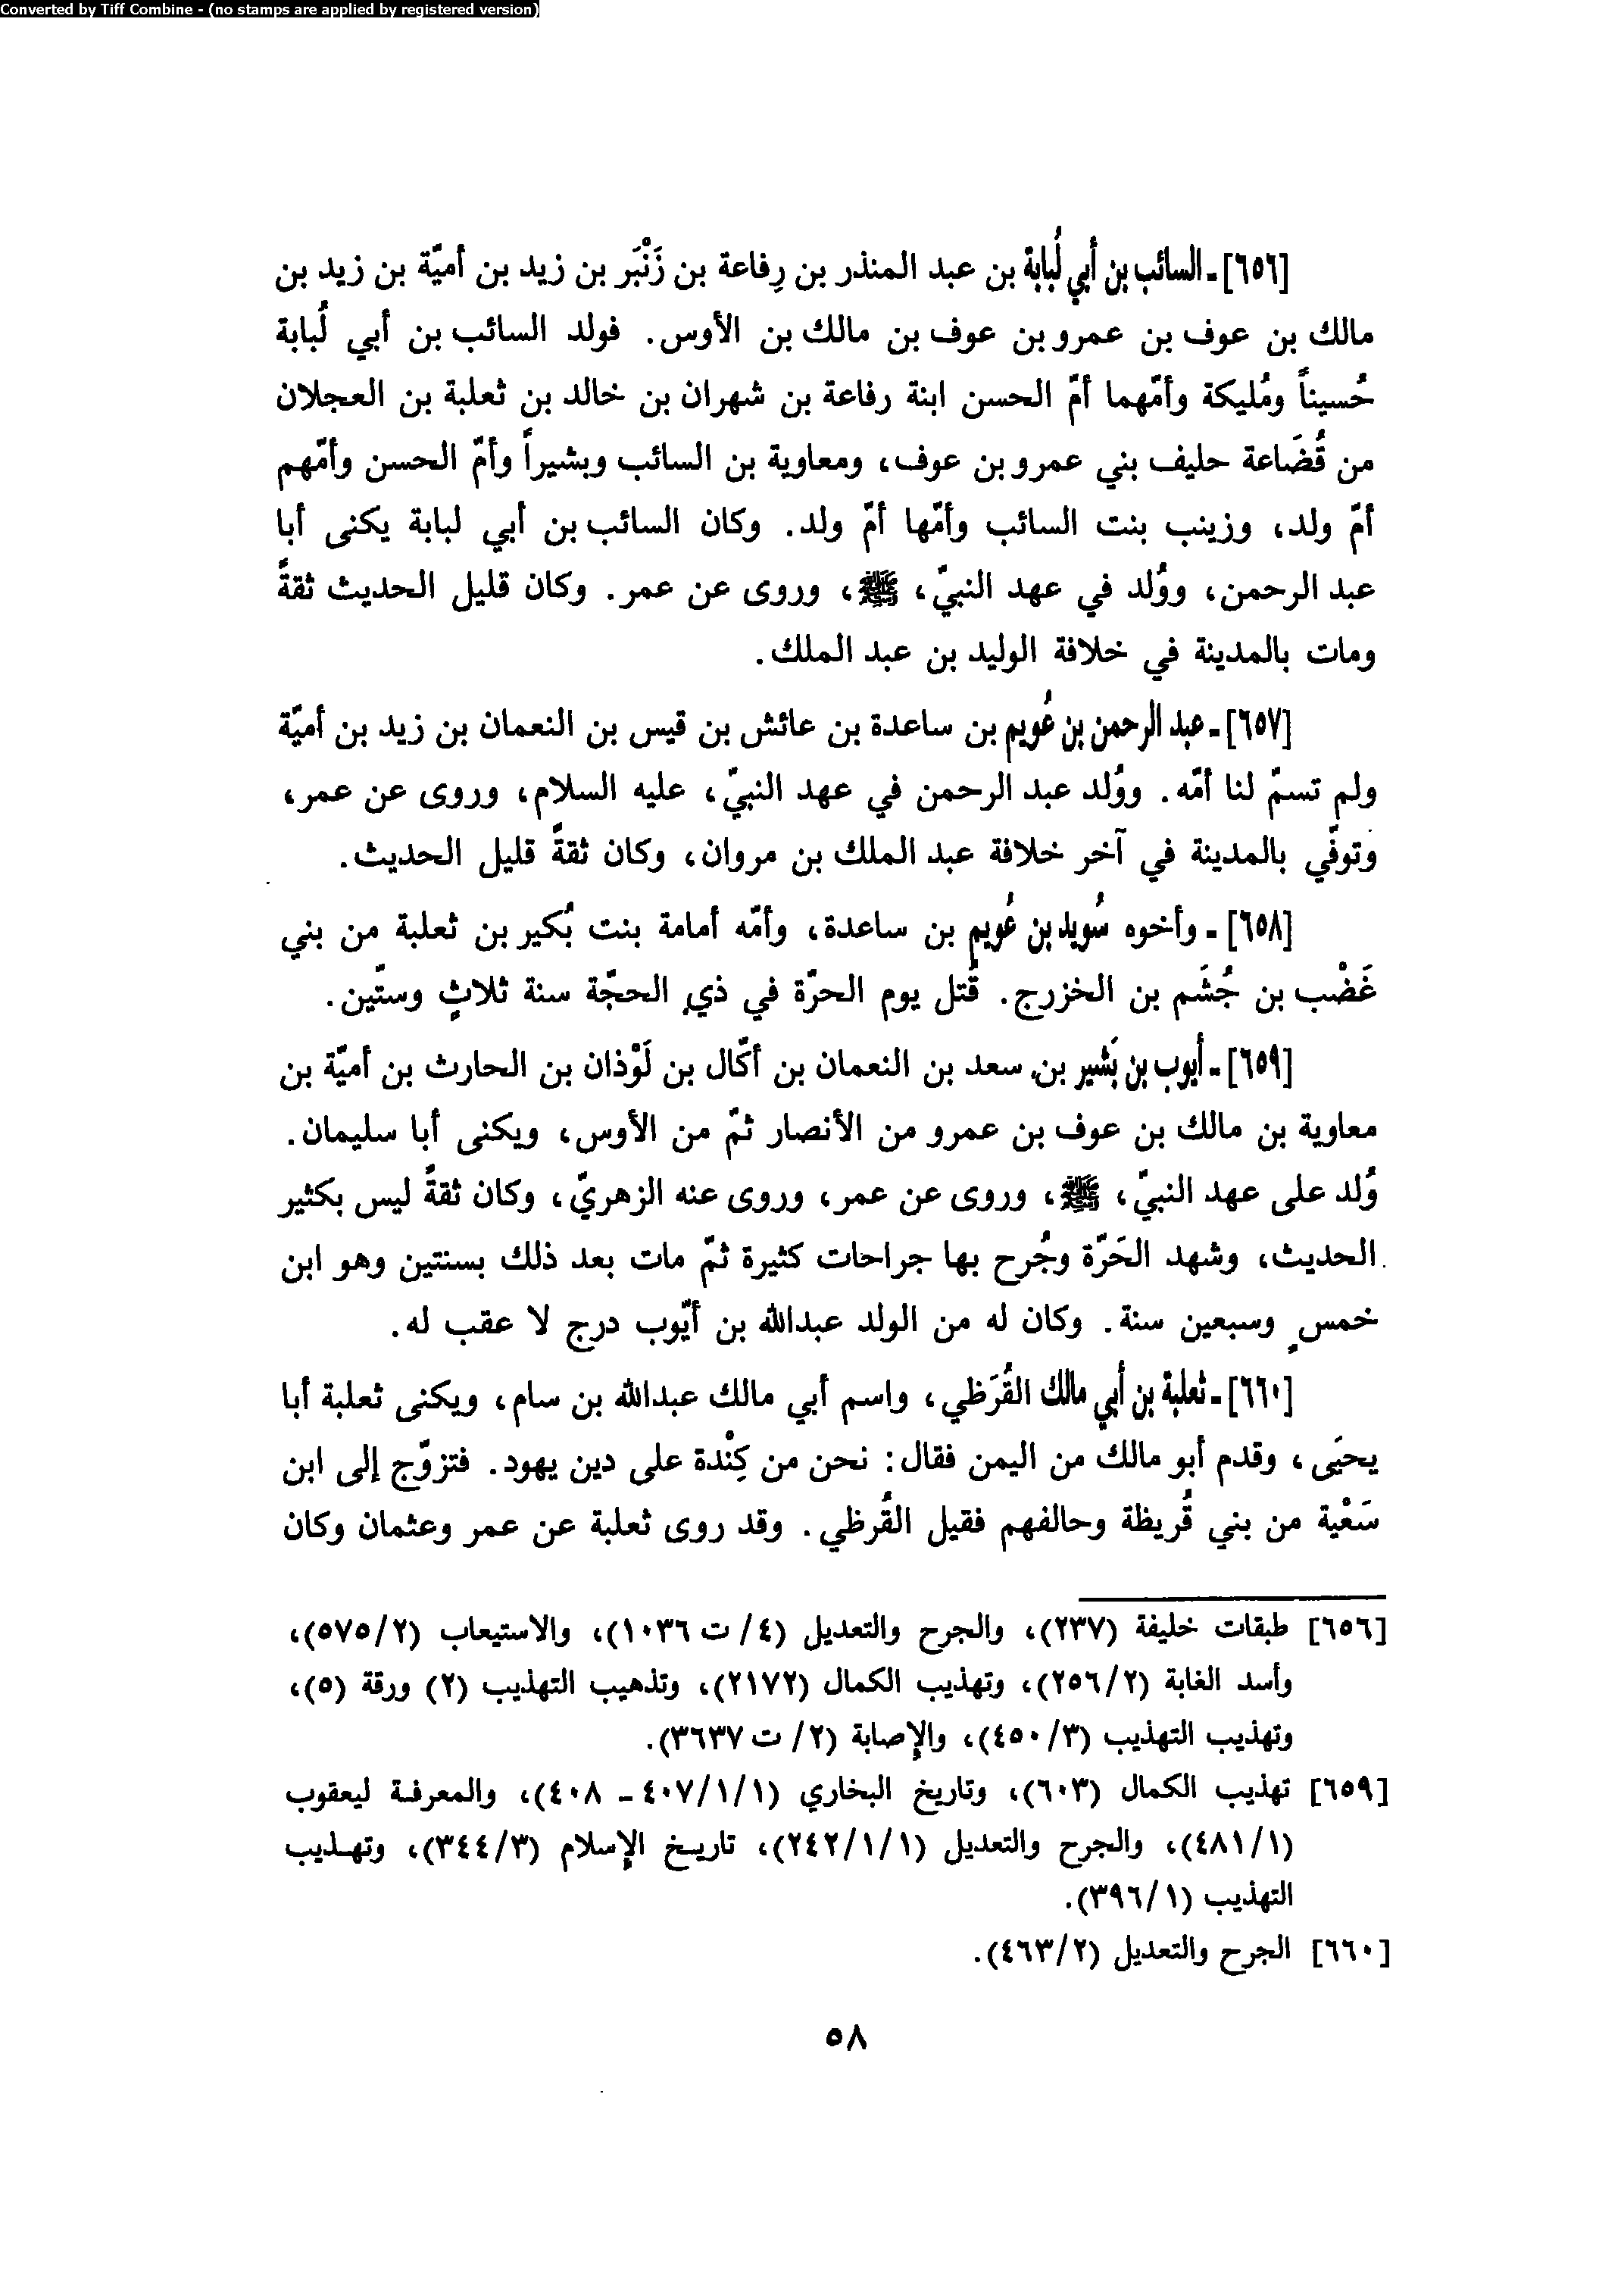 Converted by Tiff Combine - (no stamps are applied by registered version)
[٦٥٦] - السائب بن أبي لُبابة بن عبد المنذر بن رِفاعة بن زَنْبَر بن زيد بن أميّة بن زيد بن
مالك بن عوف بن عمرو بن عوف بن مالك بن الأوس. فولد السائب بن أبي لُبابة
حُسيناً ومُليكة وأمّهما أمّ الحسن ابنة رفاعة بن شهران بن خالد بن ثعلبة بن العجلان
من قُضَاعة حليف بني عمرو بن عوف، ومعاوية بن السائب وبشيراً وأمّ الحسن وأمّهم
أمّ ولد، وزينب بنت السائب وأمّها أمّ ولد. وكان السائب بن أبي لبابة يكنى أبا
عبد الرحمن، ووُلد في عهد النبيّ، ﷺ، وروى عن عمر. وكان قليل الحديث ثقةً
ومات بالمدينة في خلافة الوليد بن عبد الملك.
[٦٥٧] - عبد الرحمن بن عُويم بن ساعدة بن عائش بن قيس بن النعمان بن زيد بن أميّة
ولم تسمّ لنا أمّه. ووُلد عبد الرحمن في عهد النبيّ، عليه السلام، وروى عن عمر،
وتوفّي بالمدينة في آخر خلافة عبد الملك بن مروان، وكان ثقةً قليل الحديث.
[٦٥٨] - وأخوه سُويد بن عُويم بن ساعدة، وأمّه أمامة بنت بُكير بن ثعلبة من بني
غَضْب بن جُشَم بن الخزرج. قُتل يوم الحرّة في ذي الحجّة سنة ثلاثٍ وستّين.
[٦٥٩] - أيوب بن بَشير بن سعد بن النعمان بن أكّال بن لَوْذان بن الحارث بن أميّة بن
معاوية بن مالك بن عوف بن عمرو من الأنصار ثمّ من الأوس، ويكنى أبا سليمان.
وُلد على عهد النبيّ، ﷺ، وروى عن عمر، وروى عنه الزهريّ، وكان ثقةً ليس بكثير
الحديث، وشهد الحَرّة وجُرح بها جراحات كثيرة ثمّ مات بعد ذلك بسنتين وهو ابن
خمسٍ وسبعين سنة. وكان له من الولد عبدالله بن أيّوب درج لا عقب له.
[٦٦٠] - ثعلبة بن أبي مالك القُرَظي، واسم أبي مالك عبدالله بن سام، ويكنى ثعلبة أبا
يحيَى، وقدم أبو مالك من اليمن فقال: نحن من كِنْدة على دين يهود. فتزوّج إلى ابن
سَعْية من بني قُريظة وحالفهم فقيل القُرظي. وقد روى ثعلبة عن عمر وعثمان وكان
[٦٥٦] طبقات خليفة (٢٣٧)، والجرح والتعديل (٤/ ت ١٠٣٦)، والاستيعاب (٥٧٥/٢)،
وأسد الغابة (٢٥٦/٢)، وتهذيب الكمال (٢١٧٢)، وتذهيب التهذيب (٢) ورقة (٥)،
وتهذيب التهذيب (٤٥٠/٣)، والإصابة (٢/ ت ٣٦٣٧).
[٦٥٩] تهذيب الكمال (٦٠٣)، وتاريخ البخاري (٤٠٧/١/١ - ٤٠٨)، والمعرفة ليعقوب
(٤٨١/١)، والجرح والتعديل (٢٤٢/١/١)، تاريخ الإسلام (٣٤٤/٣)، وتهذيب
التهذيب (٣٩٦/١).
[٦٦٠] الجرح والتعديل (٤٦٣/٢).
٥٨